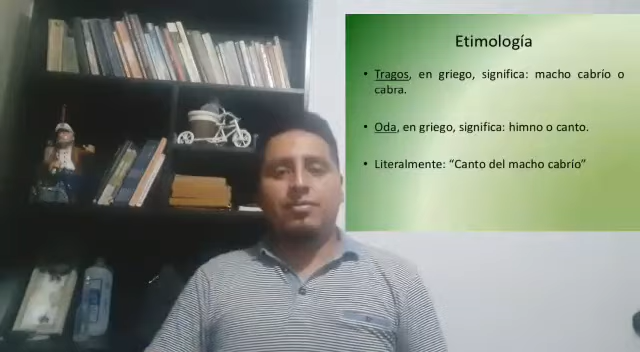 Etimología
• Tragos, en griego, significa: macho cabrío o
cabra.
• Oda, en griego, significa: himno o canto.
• Literalmente: “Canto del macho cabrío”